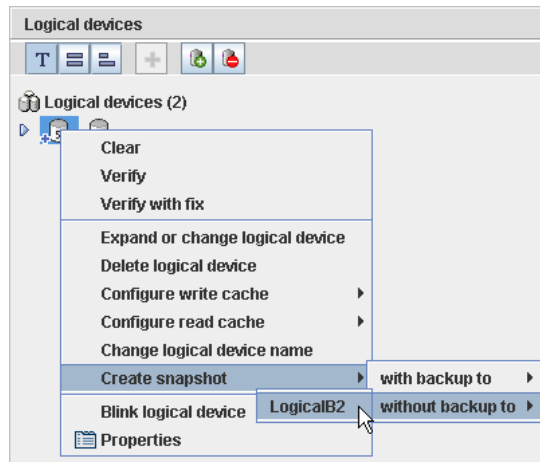 Logical devices
T
Logical devices (2)
5
Clear
Verify
Verify with fix
Expand or change logical device
Delete logical device
Configure write cache
Configure read cache
Change logical device name
Create snapshot
with backup to
Blink logical device
LogicalB2
without backup to
Properties